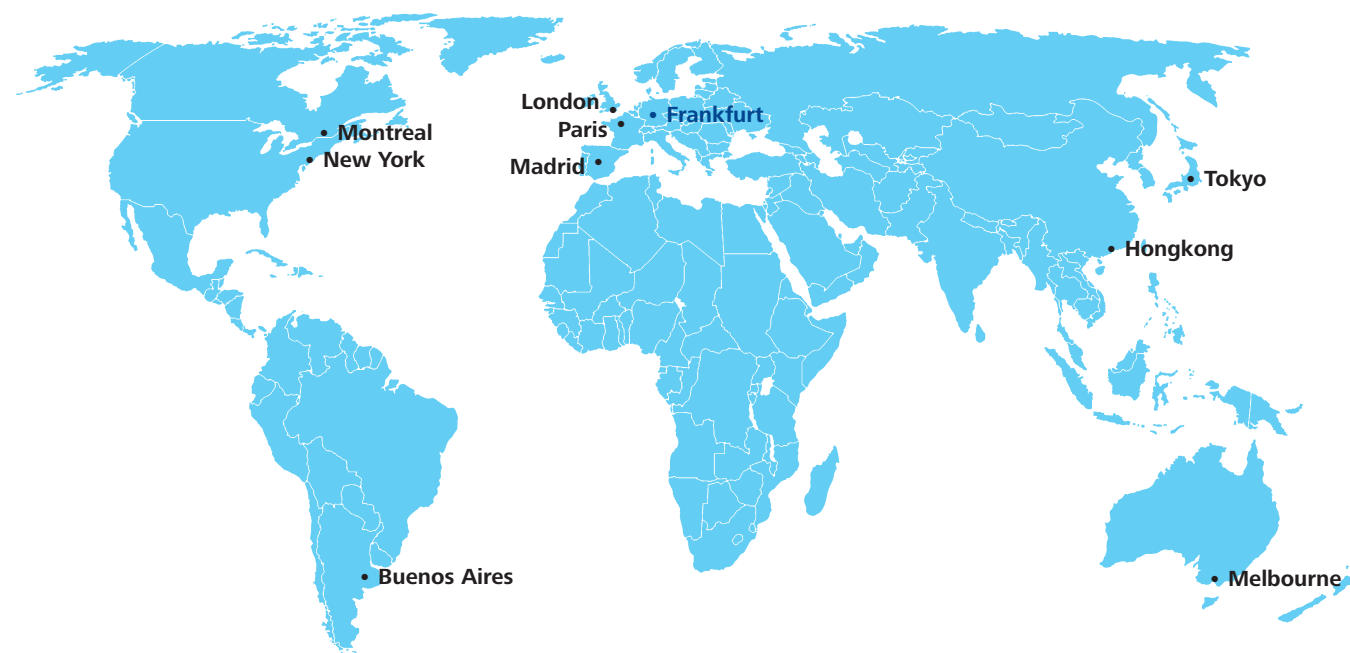 London
Frankfurt
Paris
Montreal
New York
Madrid
Tokyo
Hongkong
Buenos Aires
Melbourne